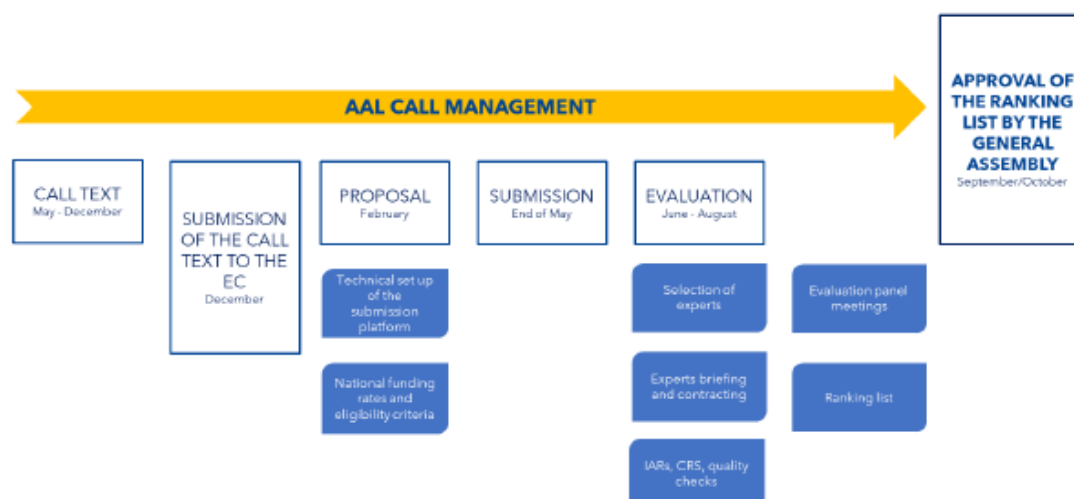 AAL CALL MANAGEMENT
APPROVAL OF
THE RANKING
LIST BY THE
GENERAL
ASSEMBLY
September/October
CALL TEXT
May - December
SUBMISSION
OF THE CALL
TEXT TO THE
EC
December
PROPOSAL
February
Technical set up
of the
submission
platform
National funding
rates and
eligibility criteria
SUBMISSION
End of May
EVALUATION
June - August
Selection of
experts
Experts briefing
and contracting
IARs, CRS, quality
checks
Evaluation panel
meetings
Ranking list